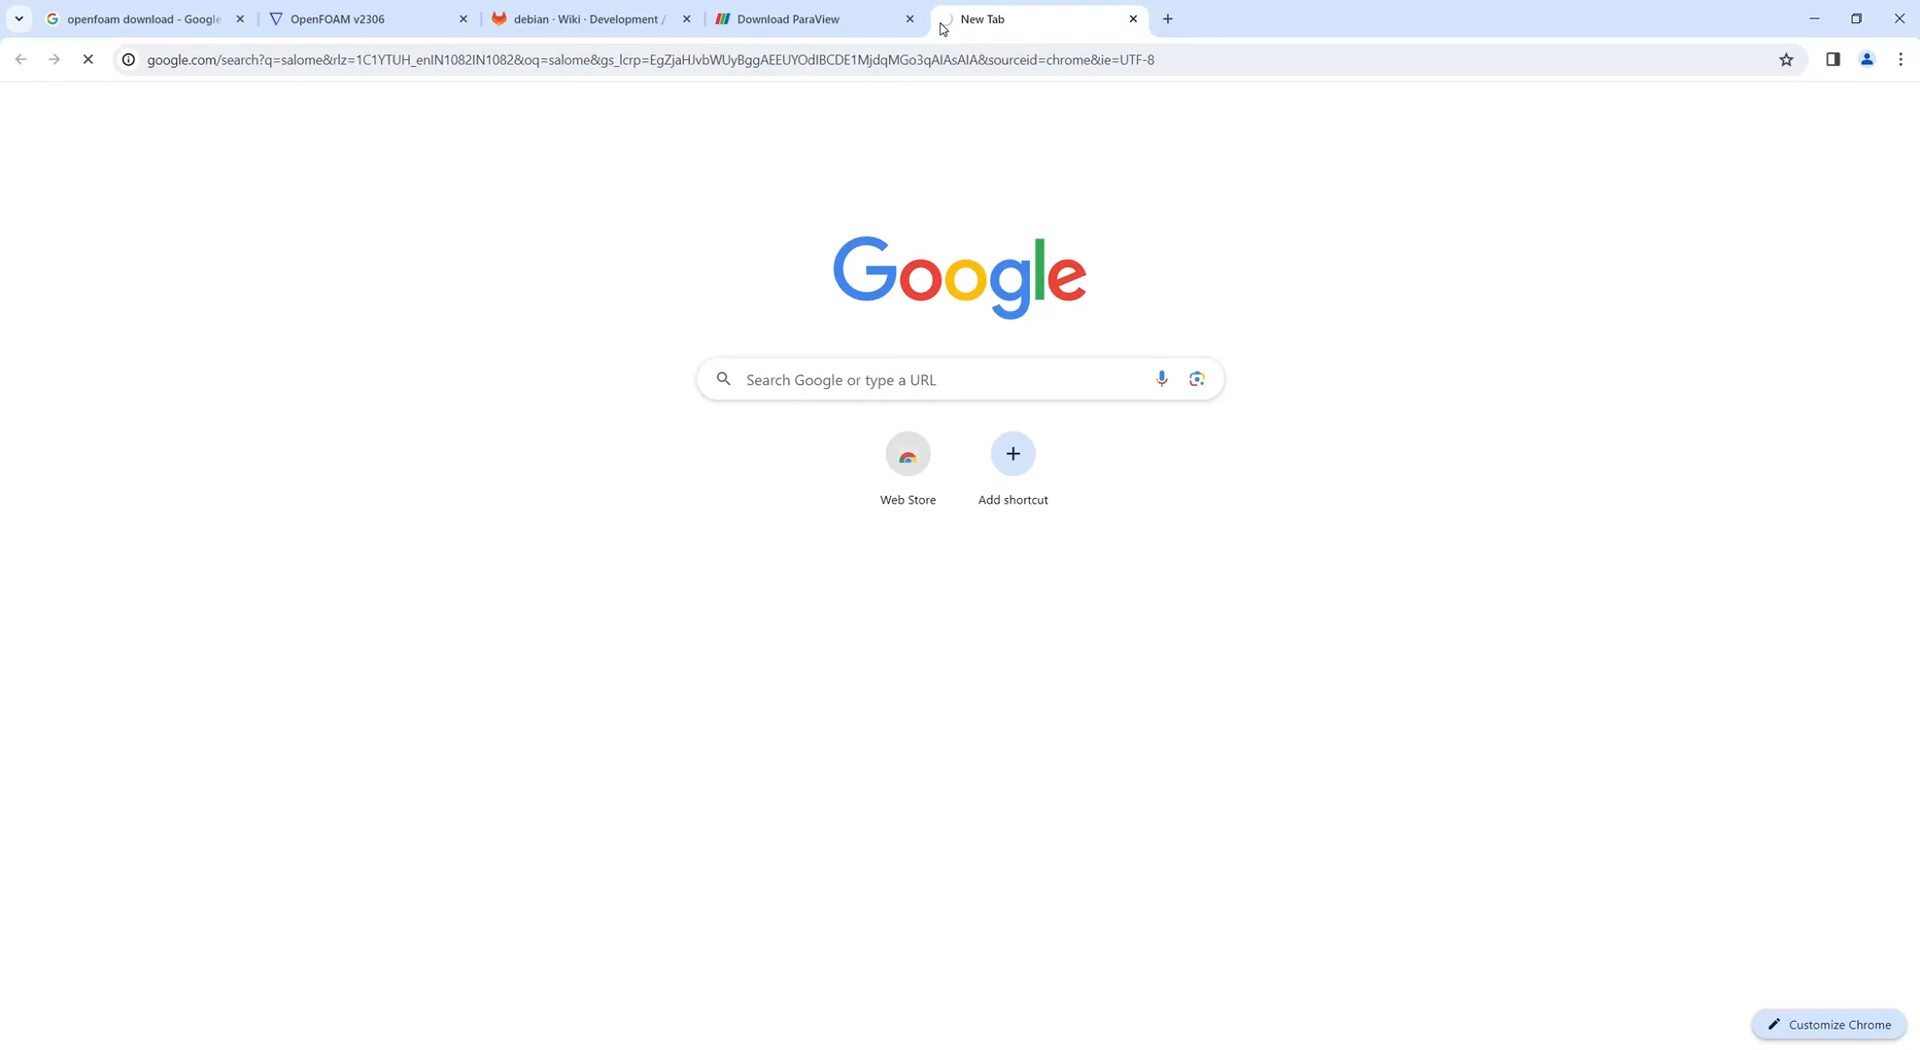 openfoam download - Google
OpenFOAM v2306
debian · Wiki · Development /
Download ParaView
New Tab
google.com/search?q=salome&rlz=1C1YTUH_enIN1082IN1082&oq=salome&gs_lcrp=EgZjaHJvbWUyBggAEEUYOdIBCDE1MjdqMGo3qAIAsAIA&sourceid=chrome&ie=UTF-8
Google
Search Google or type a URL
Web Store
Add shortcut
Customize Chrome